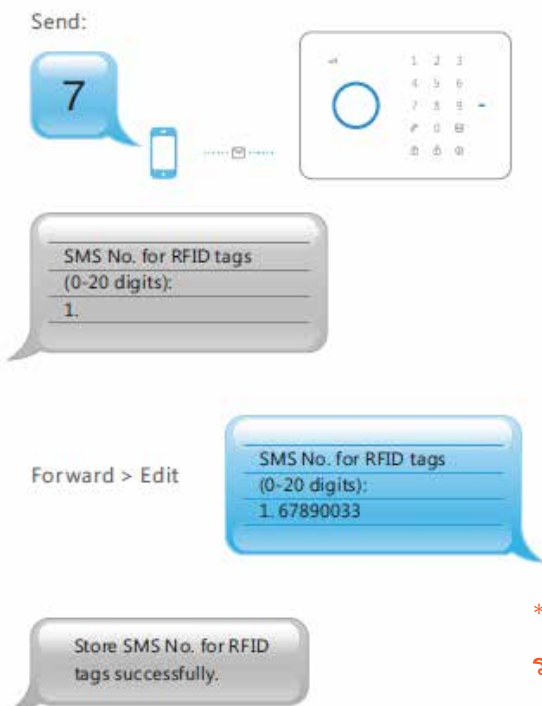 Send:
7
1 2 3
4 5 6
7 8 9
0
SMS No. for RFID tags
(0-20 digits):
1.
Forward > Edit
SMS No. for RFID tags
(0-20 digits):
1. 67890033
*
Store SMS No. for RFID
tags successfully.